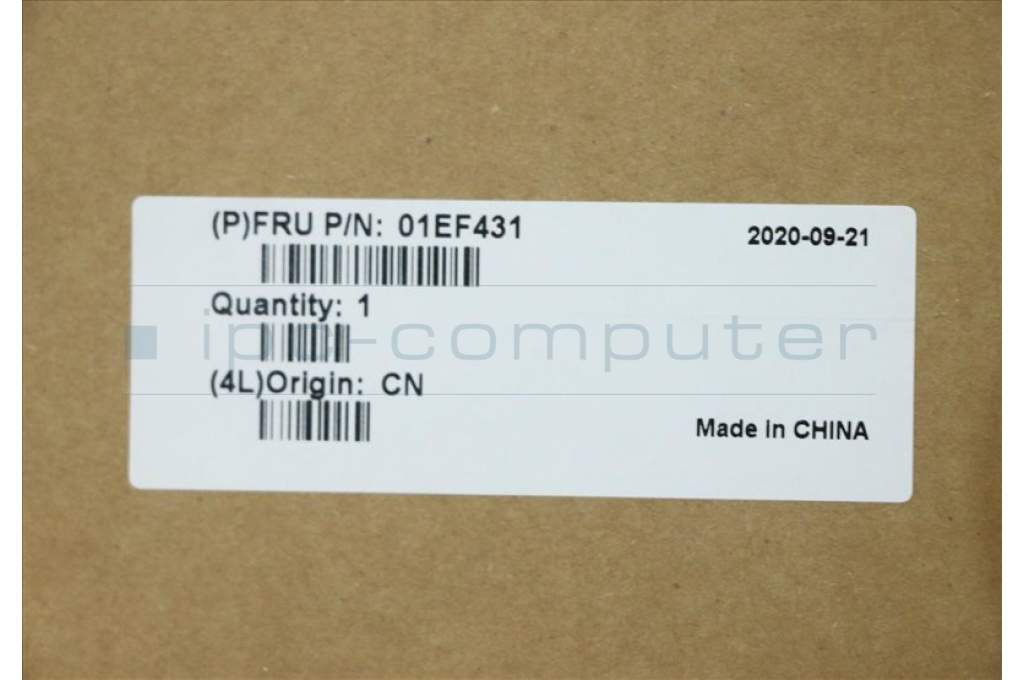 (P)FRU P/N: 01EF431
2020-09-21
Quantity: 1
ipc-computer
(4L)Origin: CN
Made in CHINA